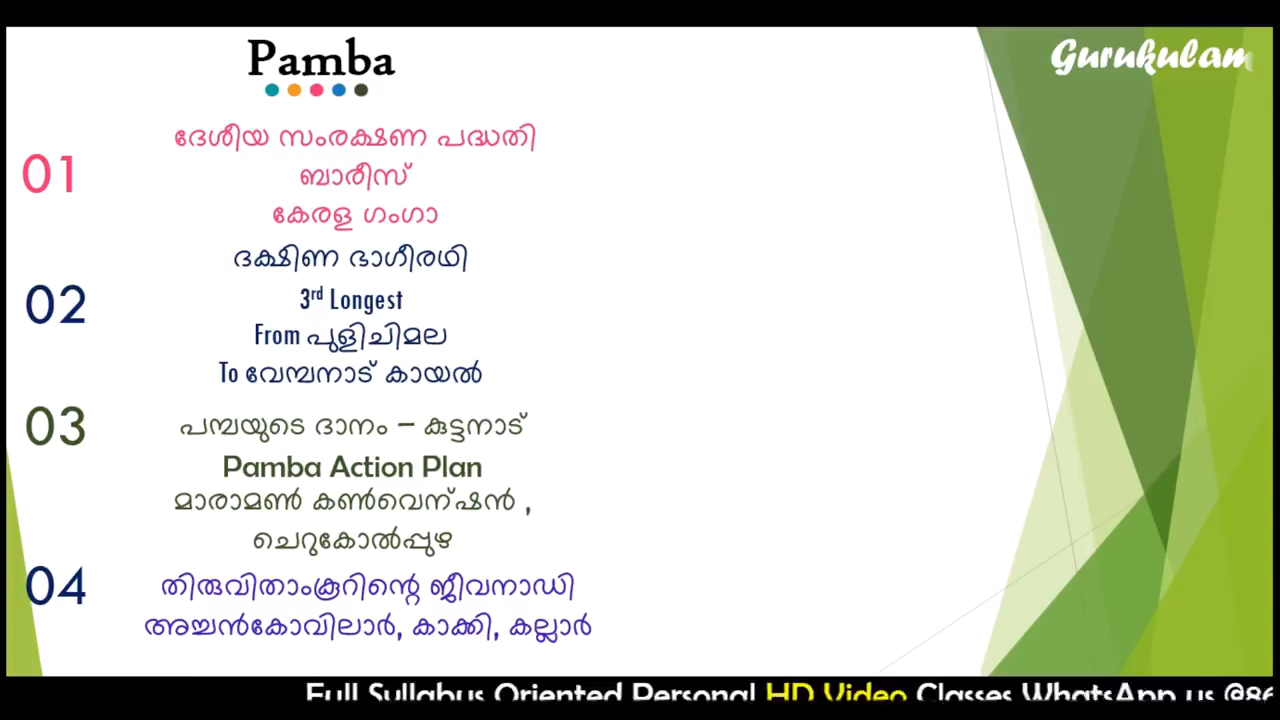 Pamba
Gurukulam
01
ദേശീയ സംരക്ഷണ പദ്ധതി
ബാരീസ്
കേരള ഗംഗാ
02
ദക്ഷിണ ഭാഗീരഥി
3rd Longest
From പുളിചിമല
To വേമ്പനാട് കായൽ
03
പമ്പയുടെ ദാനം – കുട്ടനാട്
Pamba Action Plan
മാരാമൺ കൺവെന്ഷൻ ,
ചെറുകോൽപ്പുഴ
04
തിരുവിതാംകൂറിന്റെ ജീവനാഡി
അച്ചൻകോവിലാർ, കാക്കി, കല്ലാർ
Full Syllabus Oriented Personal HD Video Classes WhatsApp us @86